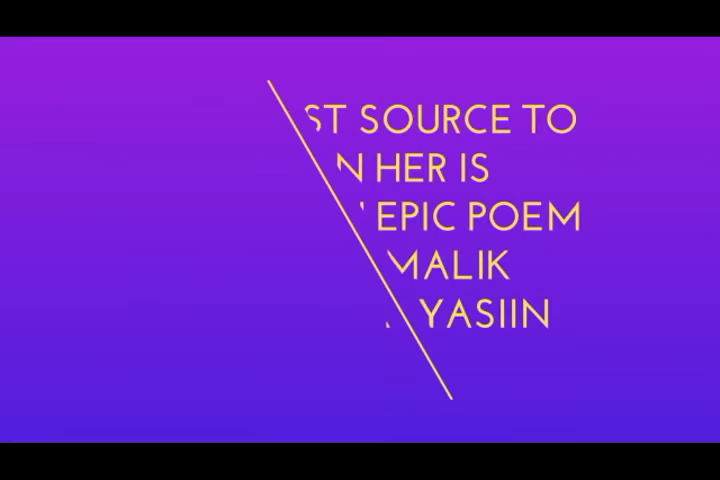 ST SOURCE TO
N HER IS
EPIC POEM
MALIK
YASIIN